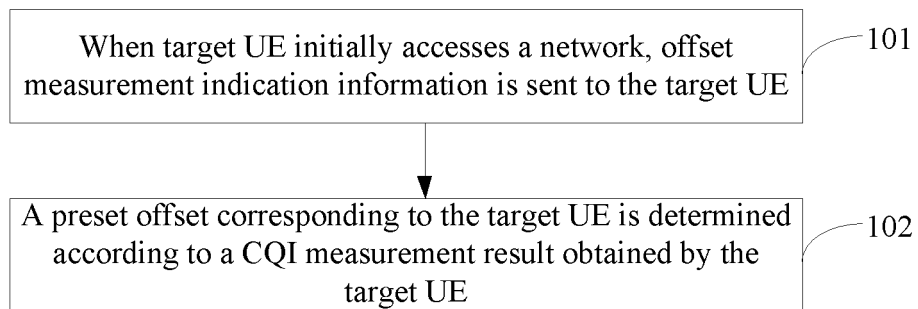 When target UE initially accesses a network, offset
measurement indication information is sent to the target UE
101
A preset offset corresponding to the target UE is determined
according to a CQI measurement result obtained by the
target UE
102